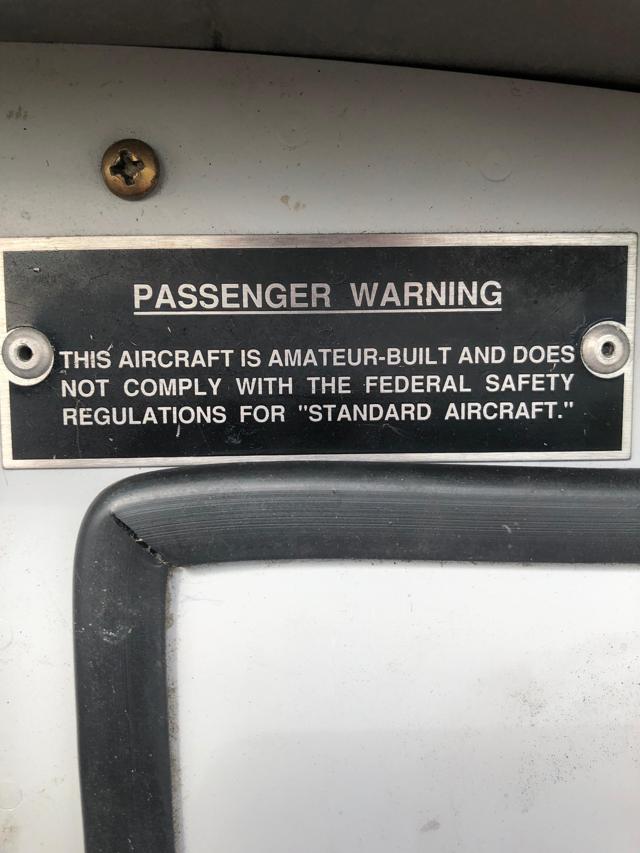 PASSENGER WARNING
THIS AIRCRAFT IS AMATEUR-BUILT AND DOES
NOT COMPLY WITH THE FEDERAL SAFETY
REGULATIONS FOR "STANDARD AIRCRAFT."